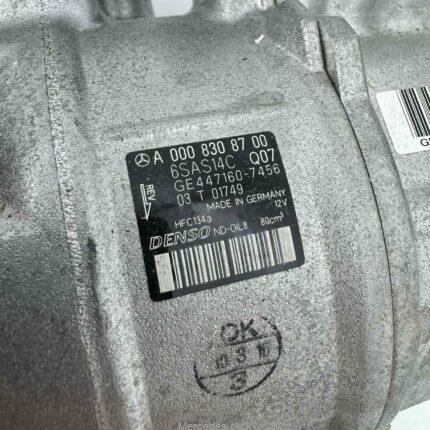 A 000 830 87 00
6SAS14C Q07
GE447160-7456
03 T 01749
REV
MADE IN GERMANY
HFC134a 12V
DENSO ND-OIL8 80cm³
OK
3